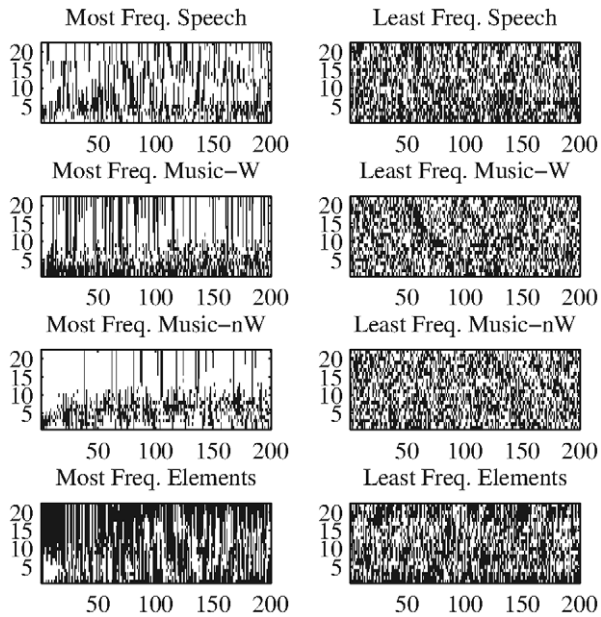 Most Freq. Speech
Least Freq. Speech
20
15
10
5
50 100 150 200
20
15
10
5
50 100 150 200
Most Freq. Music−W
Least Freq. Music−W
20
15
10
5
50 100 150 200
20
15
10
5
50 100 150 200
Most Freq. Music−nW
Least Freq. Music−nW
20
15
10
5
50 100 150 200
20
15
10
5
50 100 150 200
Most Freq. Elements
Least Freq. Elements
20
15
10
5
50 100 150 200
20
15
10
5
50 100 150 200